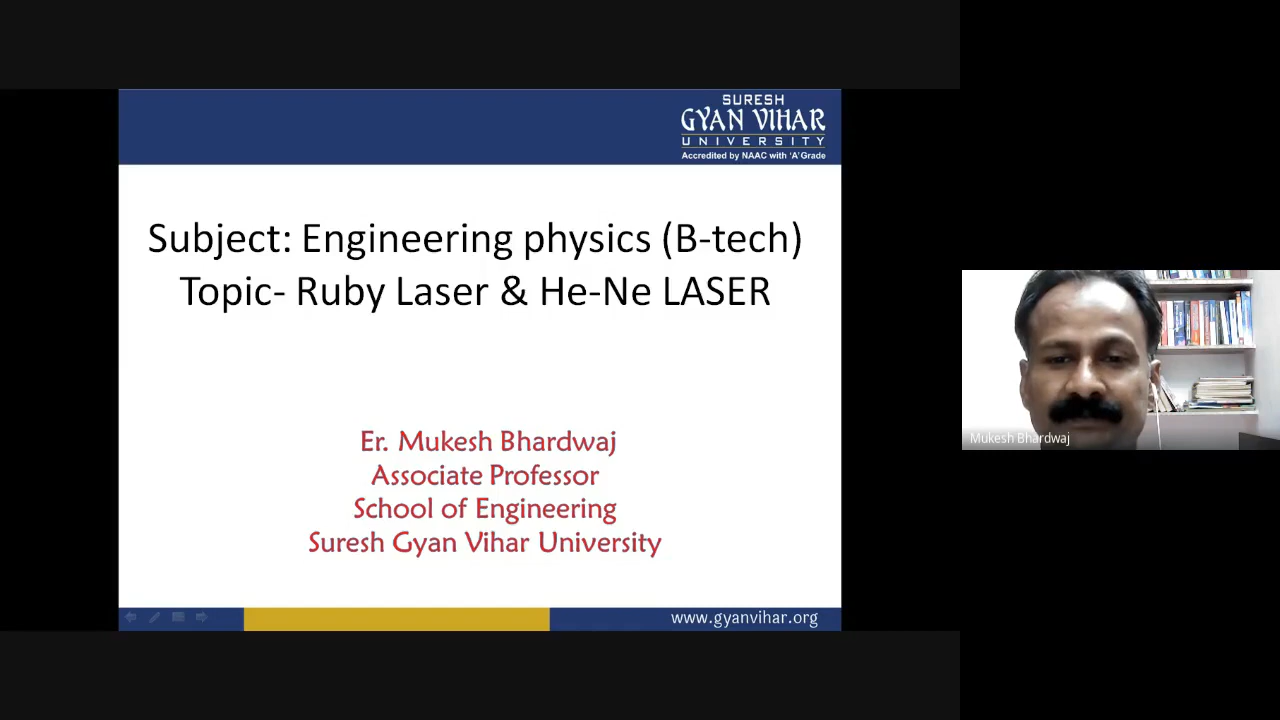 SURESH
GYAN VIHAR
UNIVERSITY
Accredited by NAAC with 'A' Grade
Subject: Engineering physics (B-tech)
Topic- Ruby Laser & He-Ne LASER
Er. Mukesh Bhardwaj
Associate Professor
School of Engineering
Suresh Gyan Vihar University
www.gyanvihar.org
Mukesh Bhardwaj